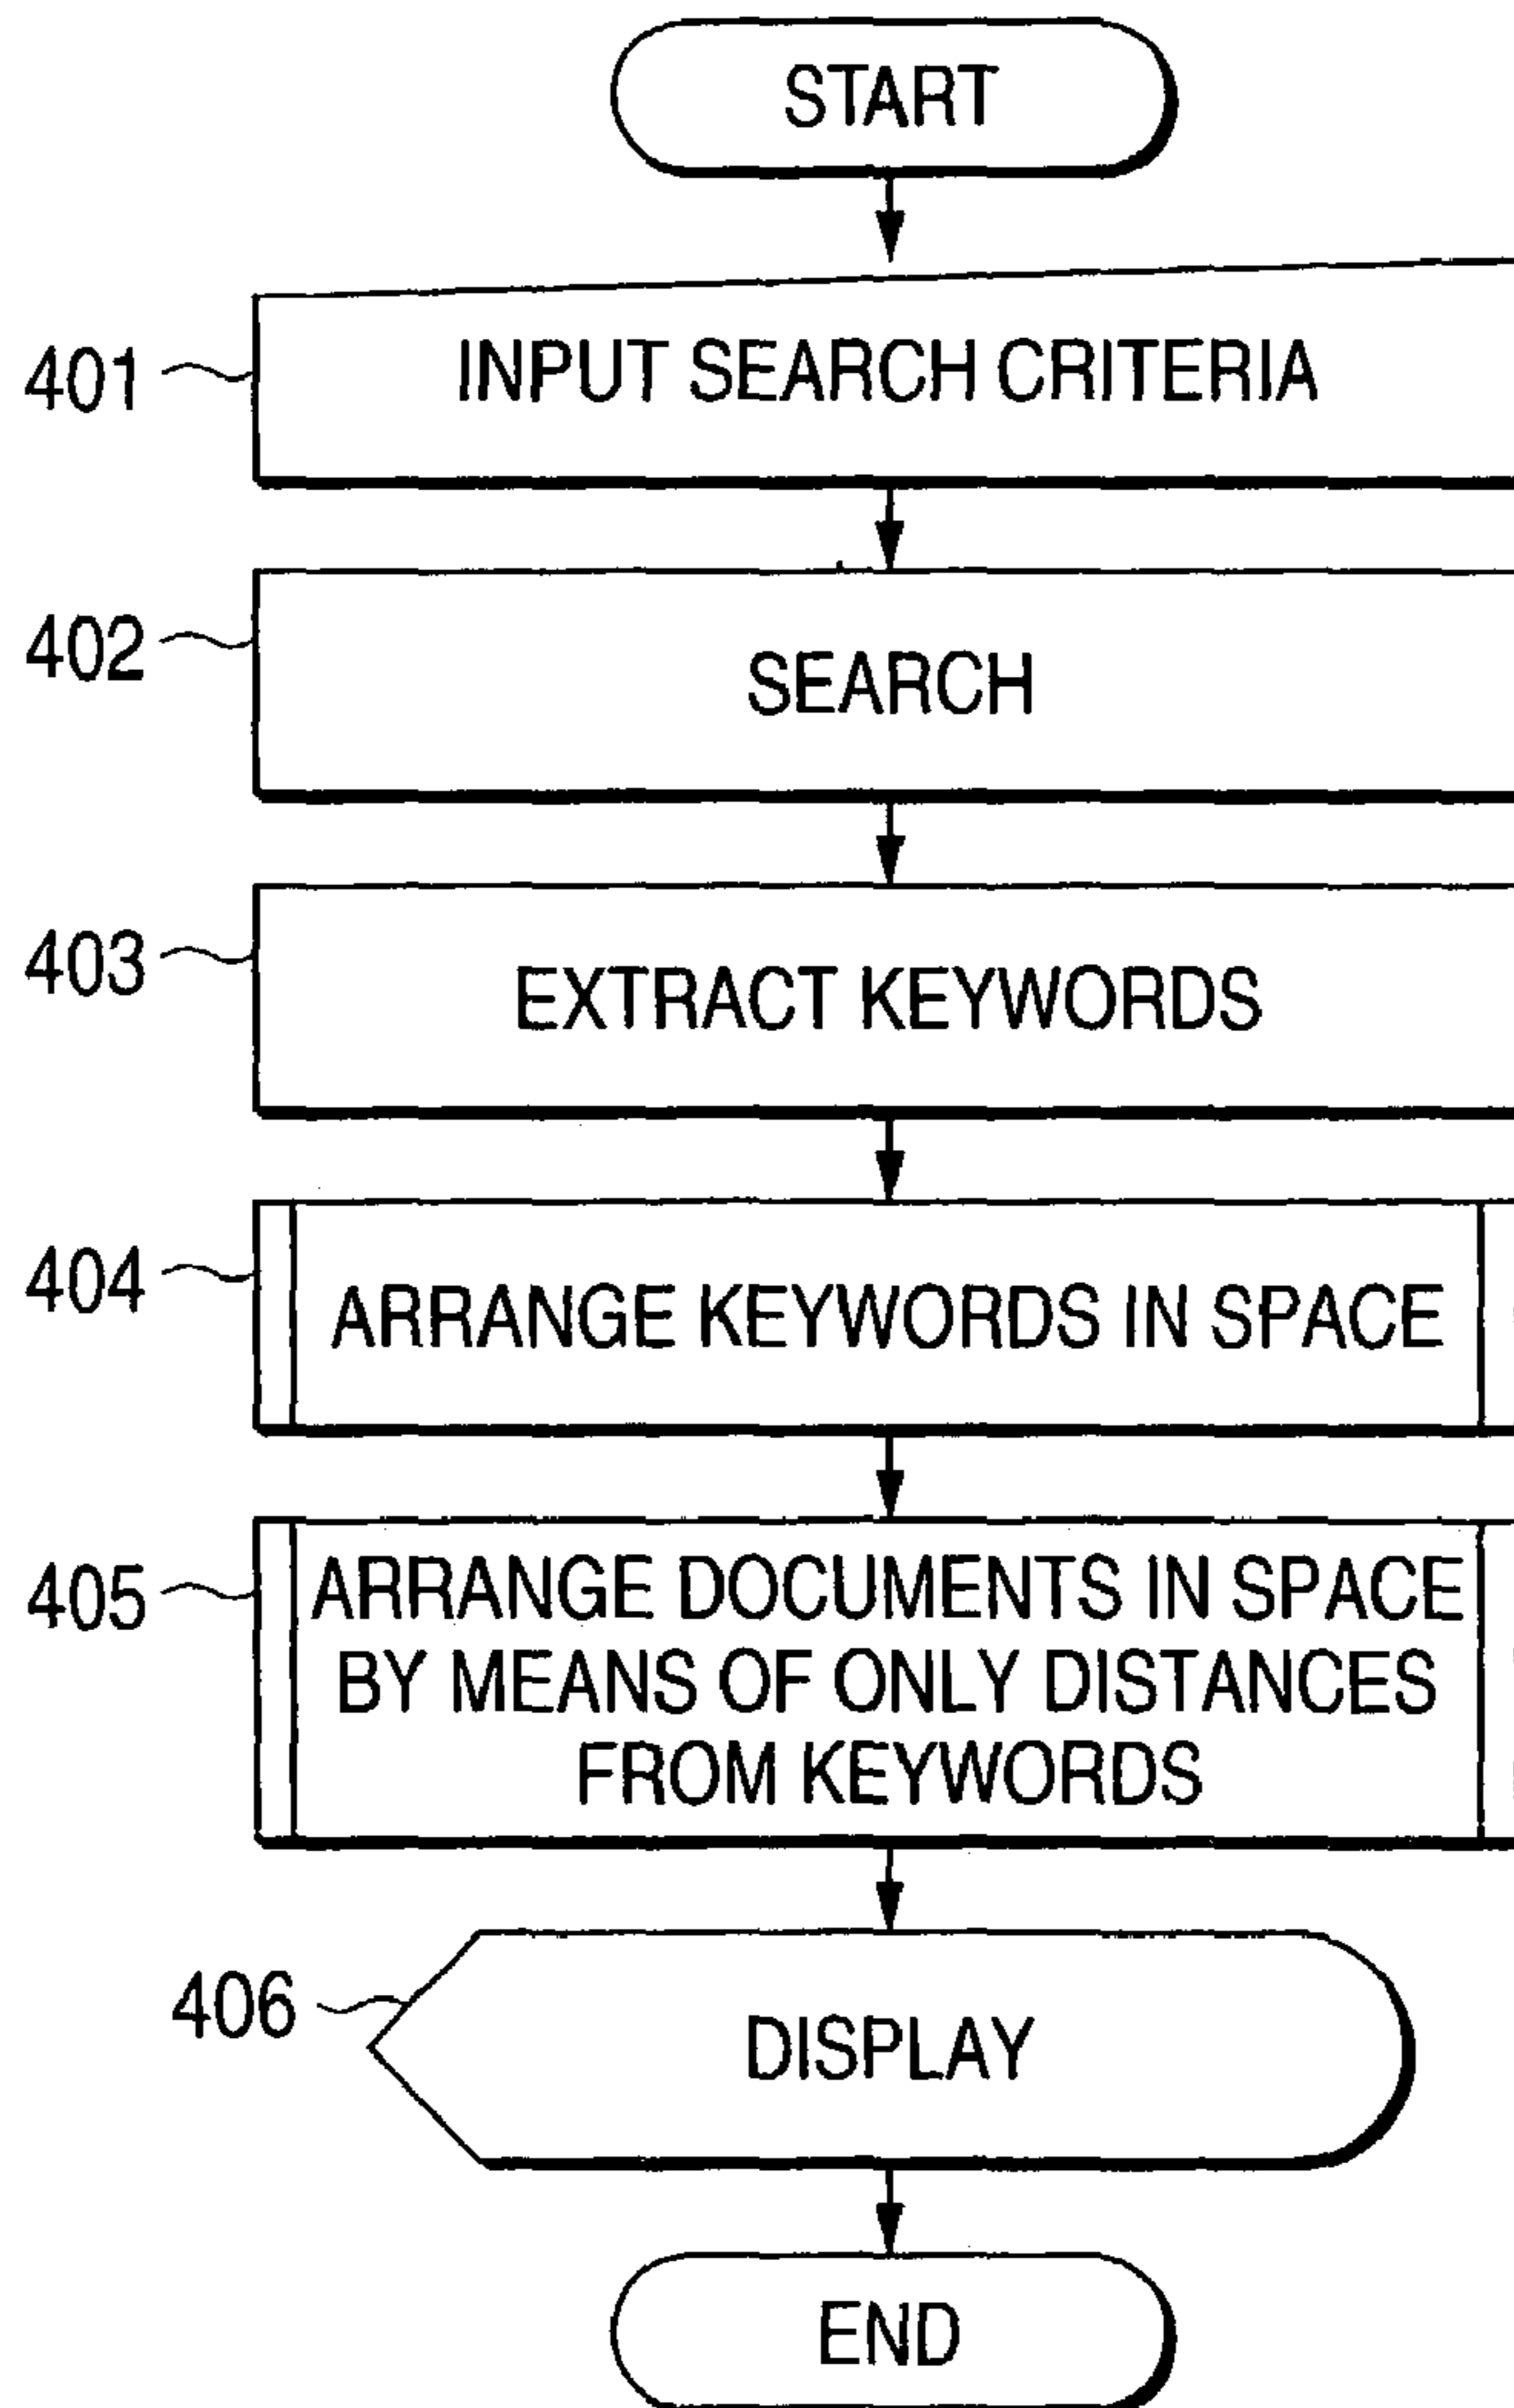 START
401
INPUT SEARCH CRITERIA
402
SEARCH
403
EXTRACT KEYWORDS
404
ARRANGE KEYWORDS IN SPACE
405
ARRANGE DOCUMENTS IN SPACE
BY MEANS OF ONLY DISTANCES
FROM KEYWORDS
406
DISPLAY
END